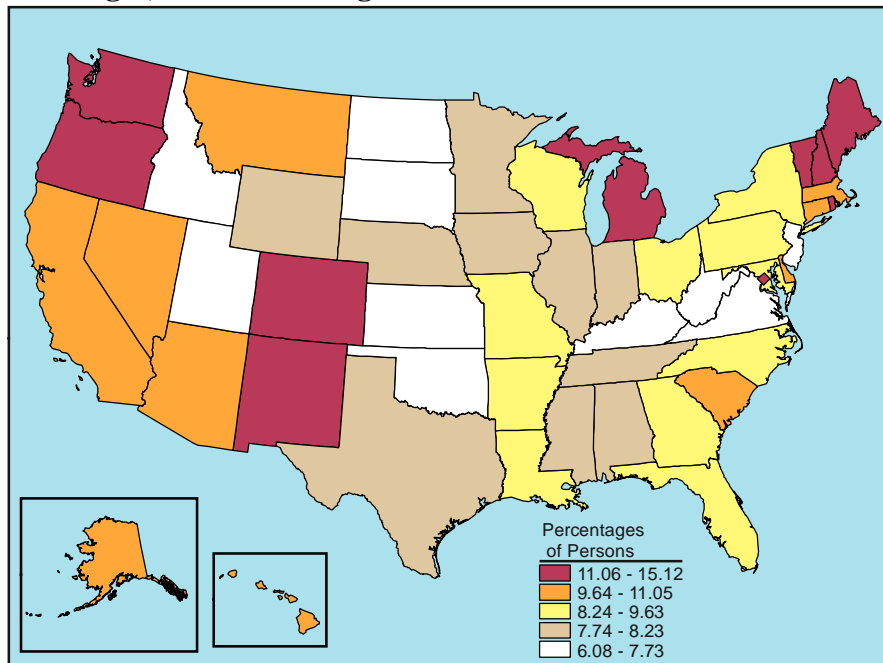 Percentages
of Persons
11.06 - 15.12
9.64 - 11.05
8.24 - 9.63
7.74 - 8.23
6.08 - 7.73